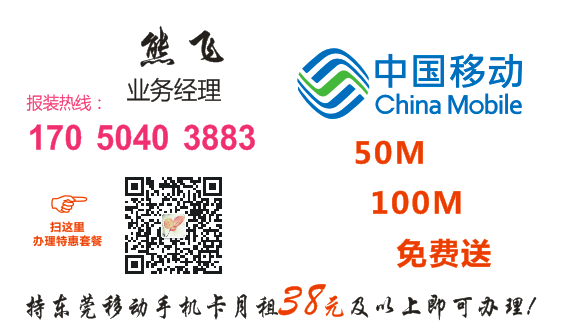 熊飞
业务经理
报装热线：
170 5040 3883
中国移动
China Mobile
50M
100M
免费送
扫这里
办理特惠套餐
持东莞移动手机卡月租38元及以上即可办理!